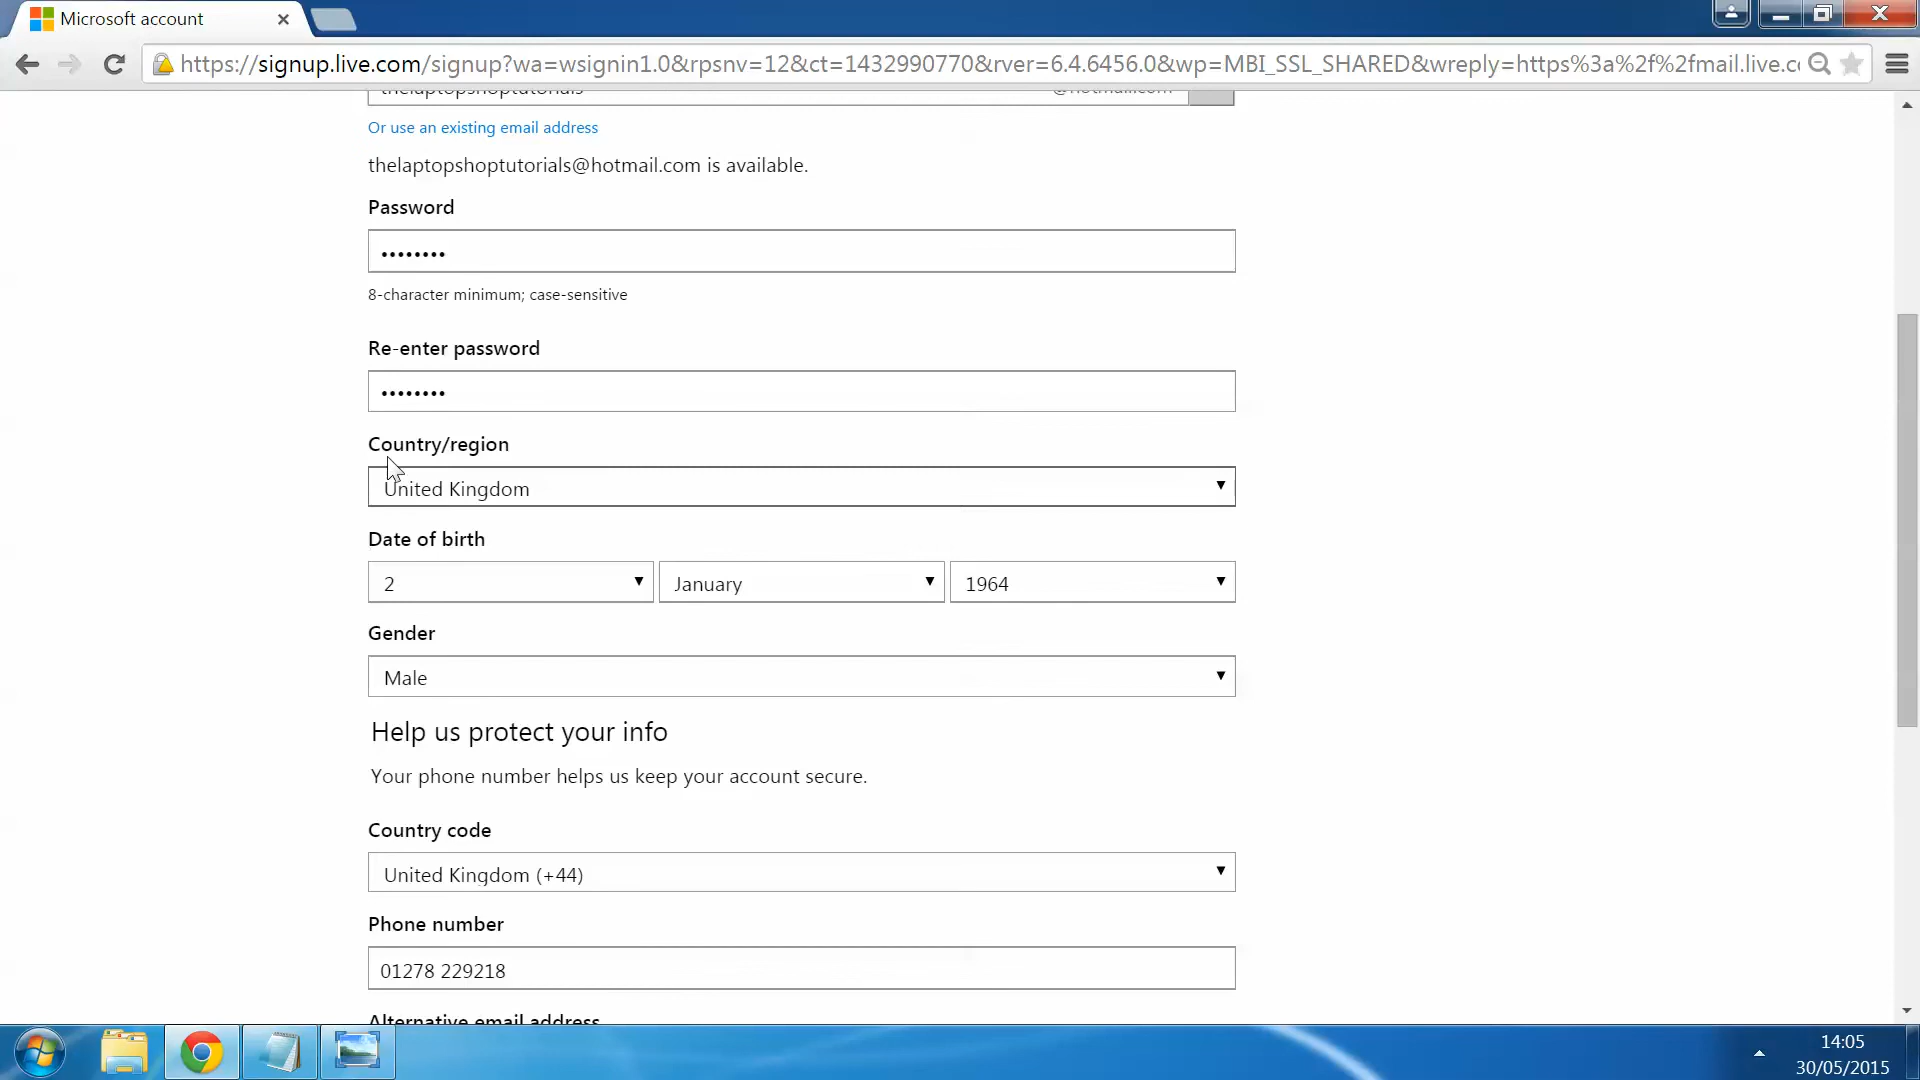 Microsoft account
https://signup.live.com/signup?wa=wsignin1.0&rpsnv=12&ct=1432990770&rver=6.4.6456.0&wp=MBI_SSL_SHARED&wreply=https%3a%2f%2fmail.live.co
thelaptopshoptutorials @hotmail.com
Or use an existing email address
thelaptopshoptutorials@hotmail.com is available.
Password
8-character minimum; case-sensitive
Re-enter password
Country/region
United Kingdom
Date of birth
2 January 1964
Gender
Male
Help us protect your info
Your phone number helps us keep your account secure.
Country code
United Kingdom (+44)
Phone number
01278 229218
Alternative email address
14:05
30/05/2015